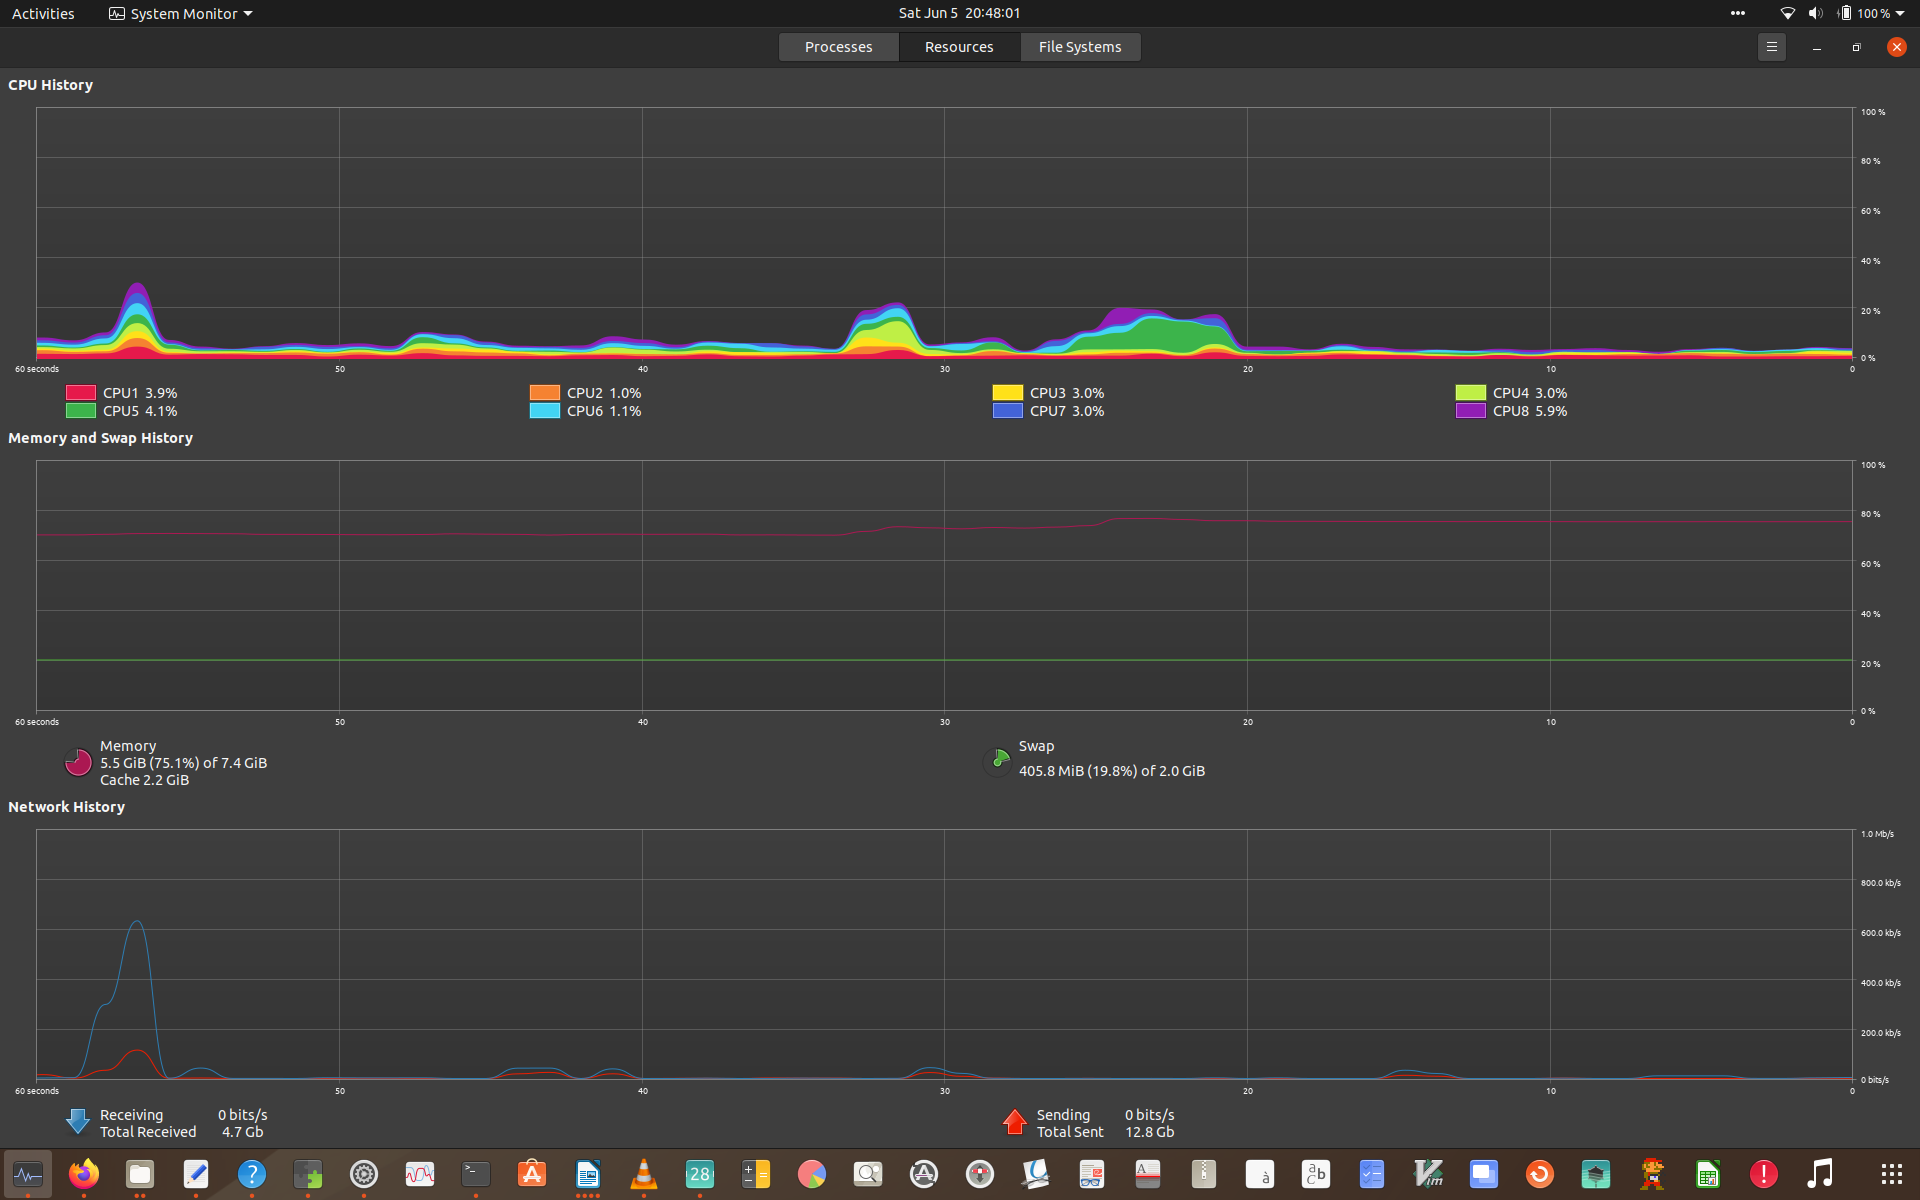 Activities System Monitor Sat Jun 5 20:48:01 100 %
Processes Resources File Systems
CPU History
100 %
80 %
60 %
40 %
20 %
0 %
60 seconds 50 40 30 20 10 0
CPU1 3.9% CPU2 1.0% CPU3 3.0% CPU4 3.0%
CPU5 4.1% CPU6 1.1% CPU7 3.0% CPU8 5.9%
Memory and Swap History
100 %
80 %
60 %
40 %
20 %
0 %
60 seconds 50 40 30 20 10 0
Memory
5.5 GiB (75.1%) of 7.4 GiB
Cache 2.2 GiB
Swap
405.8 MiB (19.8%) of 2.0 GiB
Network History
1.0 Mb/s
800.0 kb/s
600.0 kb/s
400.0 kb/s
200.0 kb/s
0 bits/s
60 seconds 50 40 30 20 10 0
Receiving 0 bits/s Sending 0 bits/s
Total Received 4.7 Gb Total Sent 12.8 Gb
28